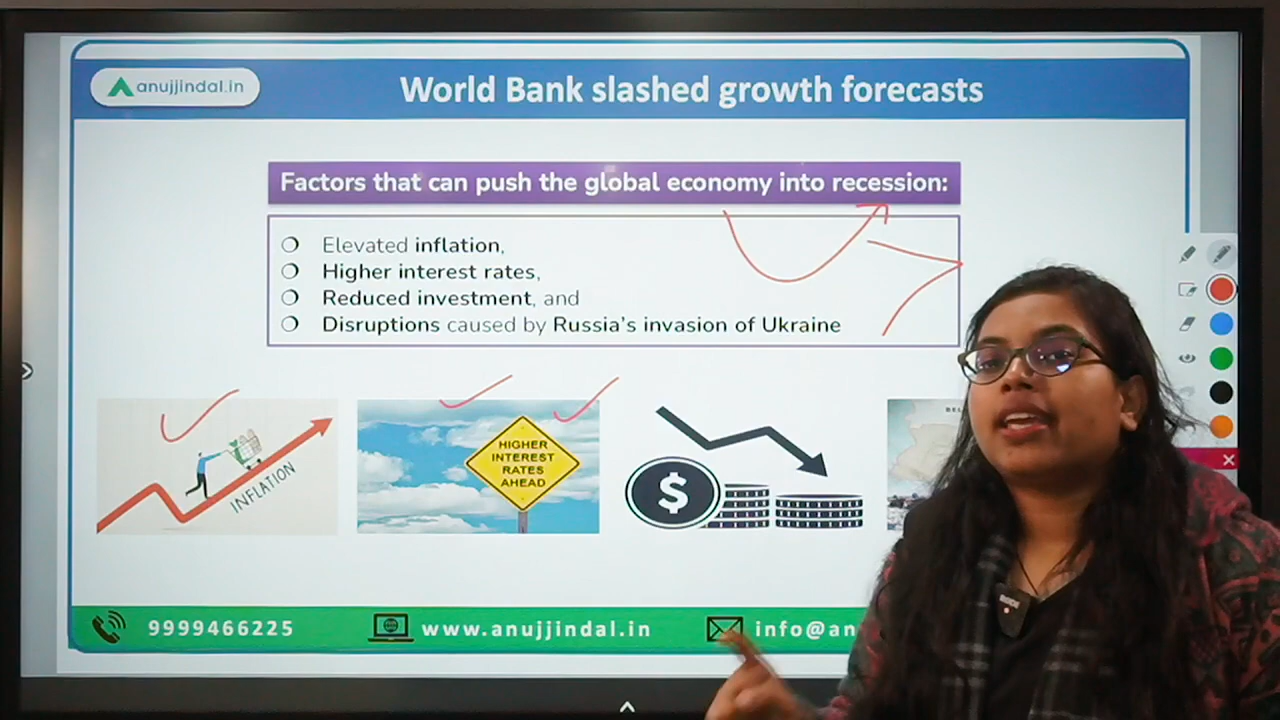 anujjindal.in
World Bank slashed growth forecasts
Factors that can push the global economy into recession:
Elevated inflation,
Higher interest rates,
Reduced investment, and
Disruptions caused by Russia's invasion of Ukraine
INFLATION
HIGHER
INTEREST
RATES
AHEAD
$
BEL
9999466225
www.anujjindal.in
info@an